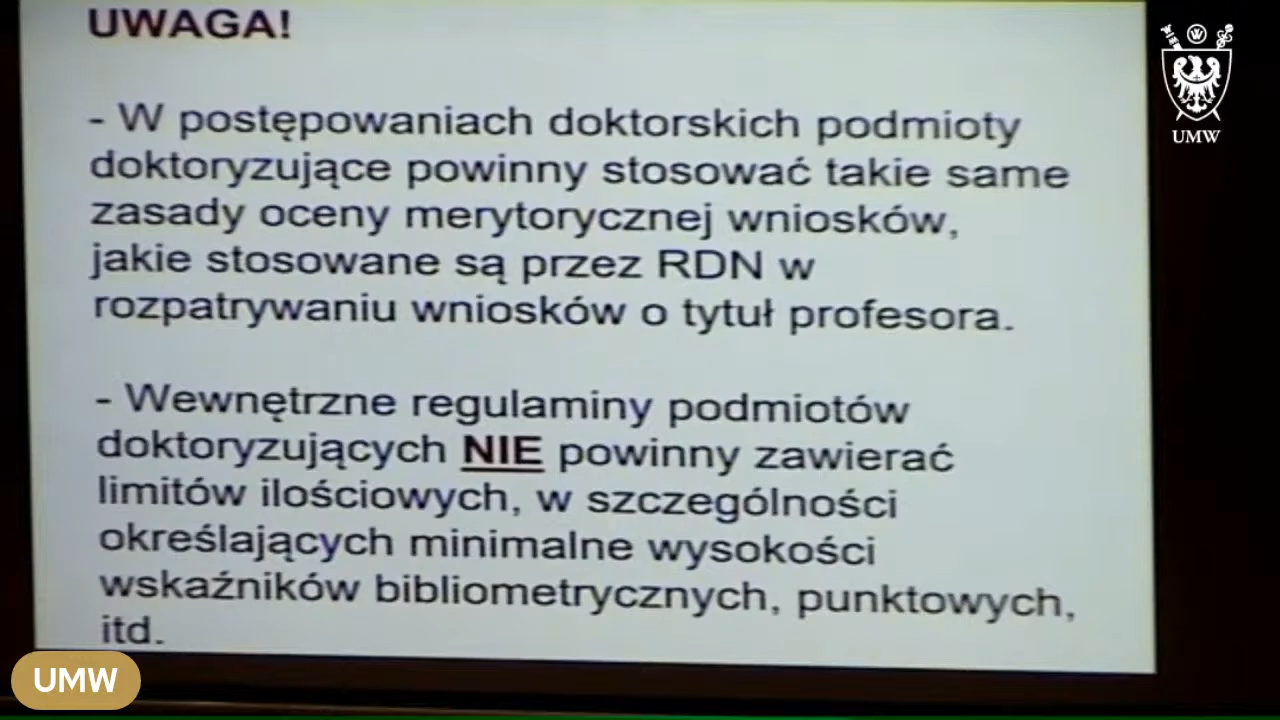 UWAGA!
- W postępowaniach doktorskich podmioty
doktoryzujące powinny stosować takie same
zasady oceny merytorycznej wniosków,
jakie stosowane są przez RDN w
rozpatrywaniu wniosków o tytuł profesora.
- Wewnętrzne regulaminy podmiotów
doktoryzujących NIE powinny zawierać
limitów ilościowych, w szczególności
określających minimalne wysokości
wskaźników bibliometrycznych, punktowych,
itd.
UMW
UMW